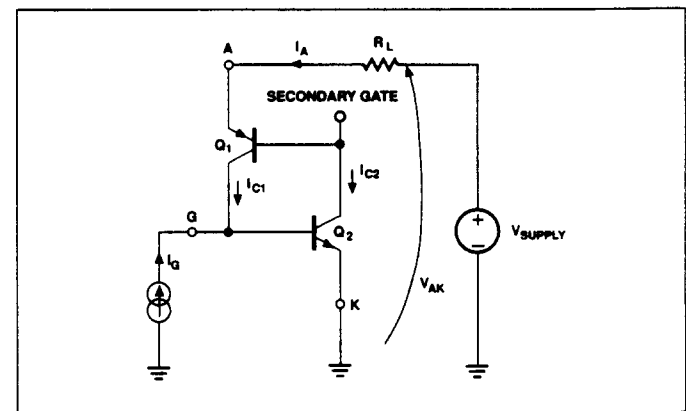 A
I_A
R_L
SECONDARY GATE
Q_1
I_C1
I_C2
G
Q_2
+
−
V_SUPPLY
I_G
K
V_AK